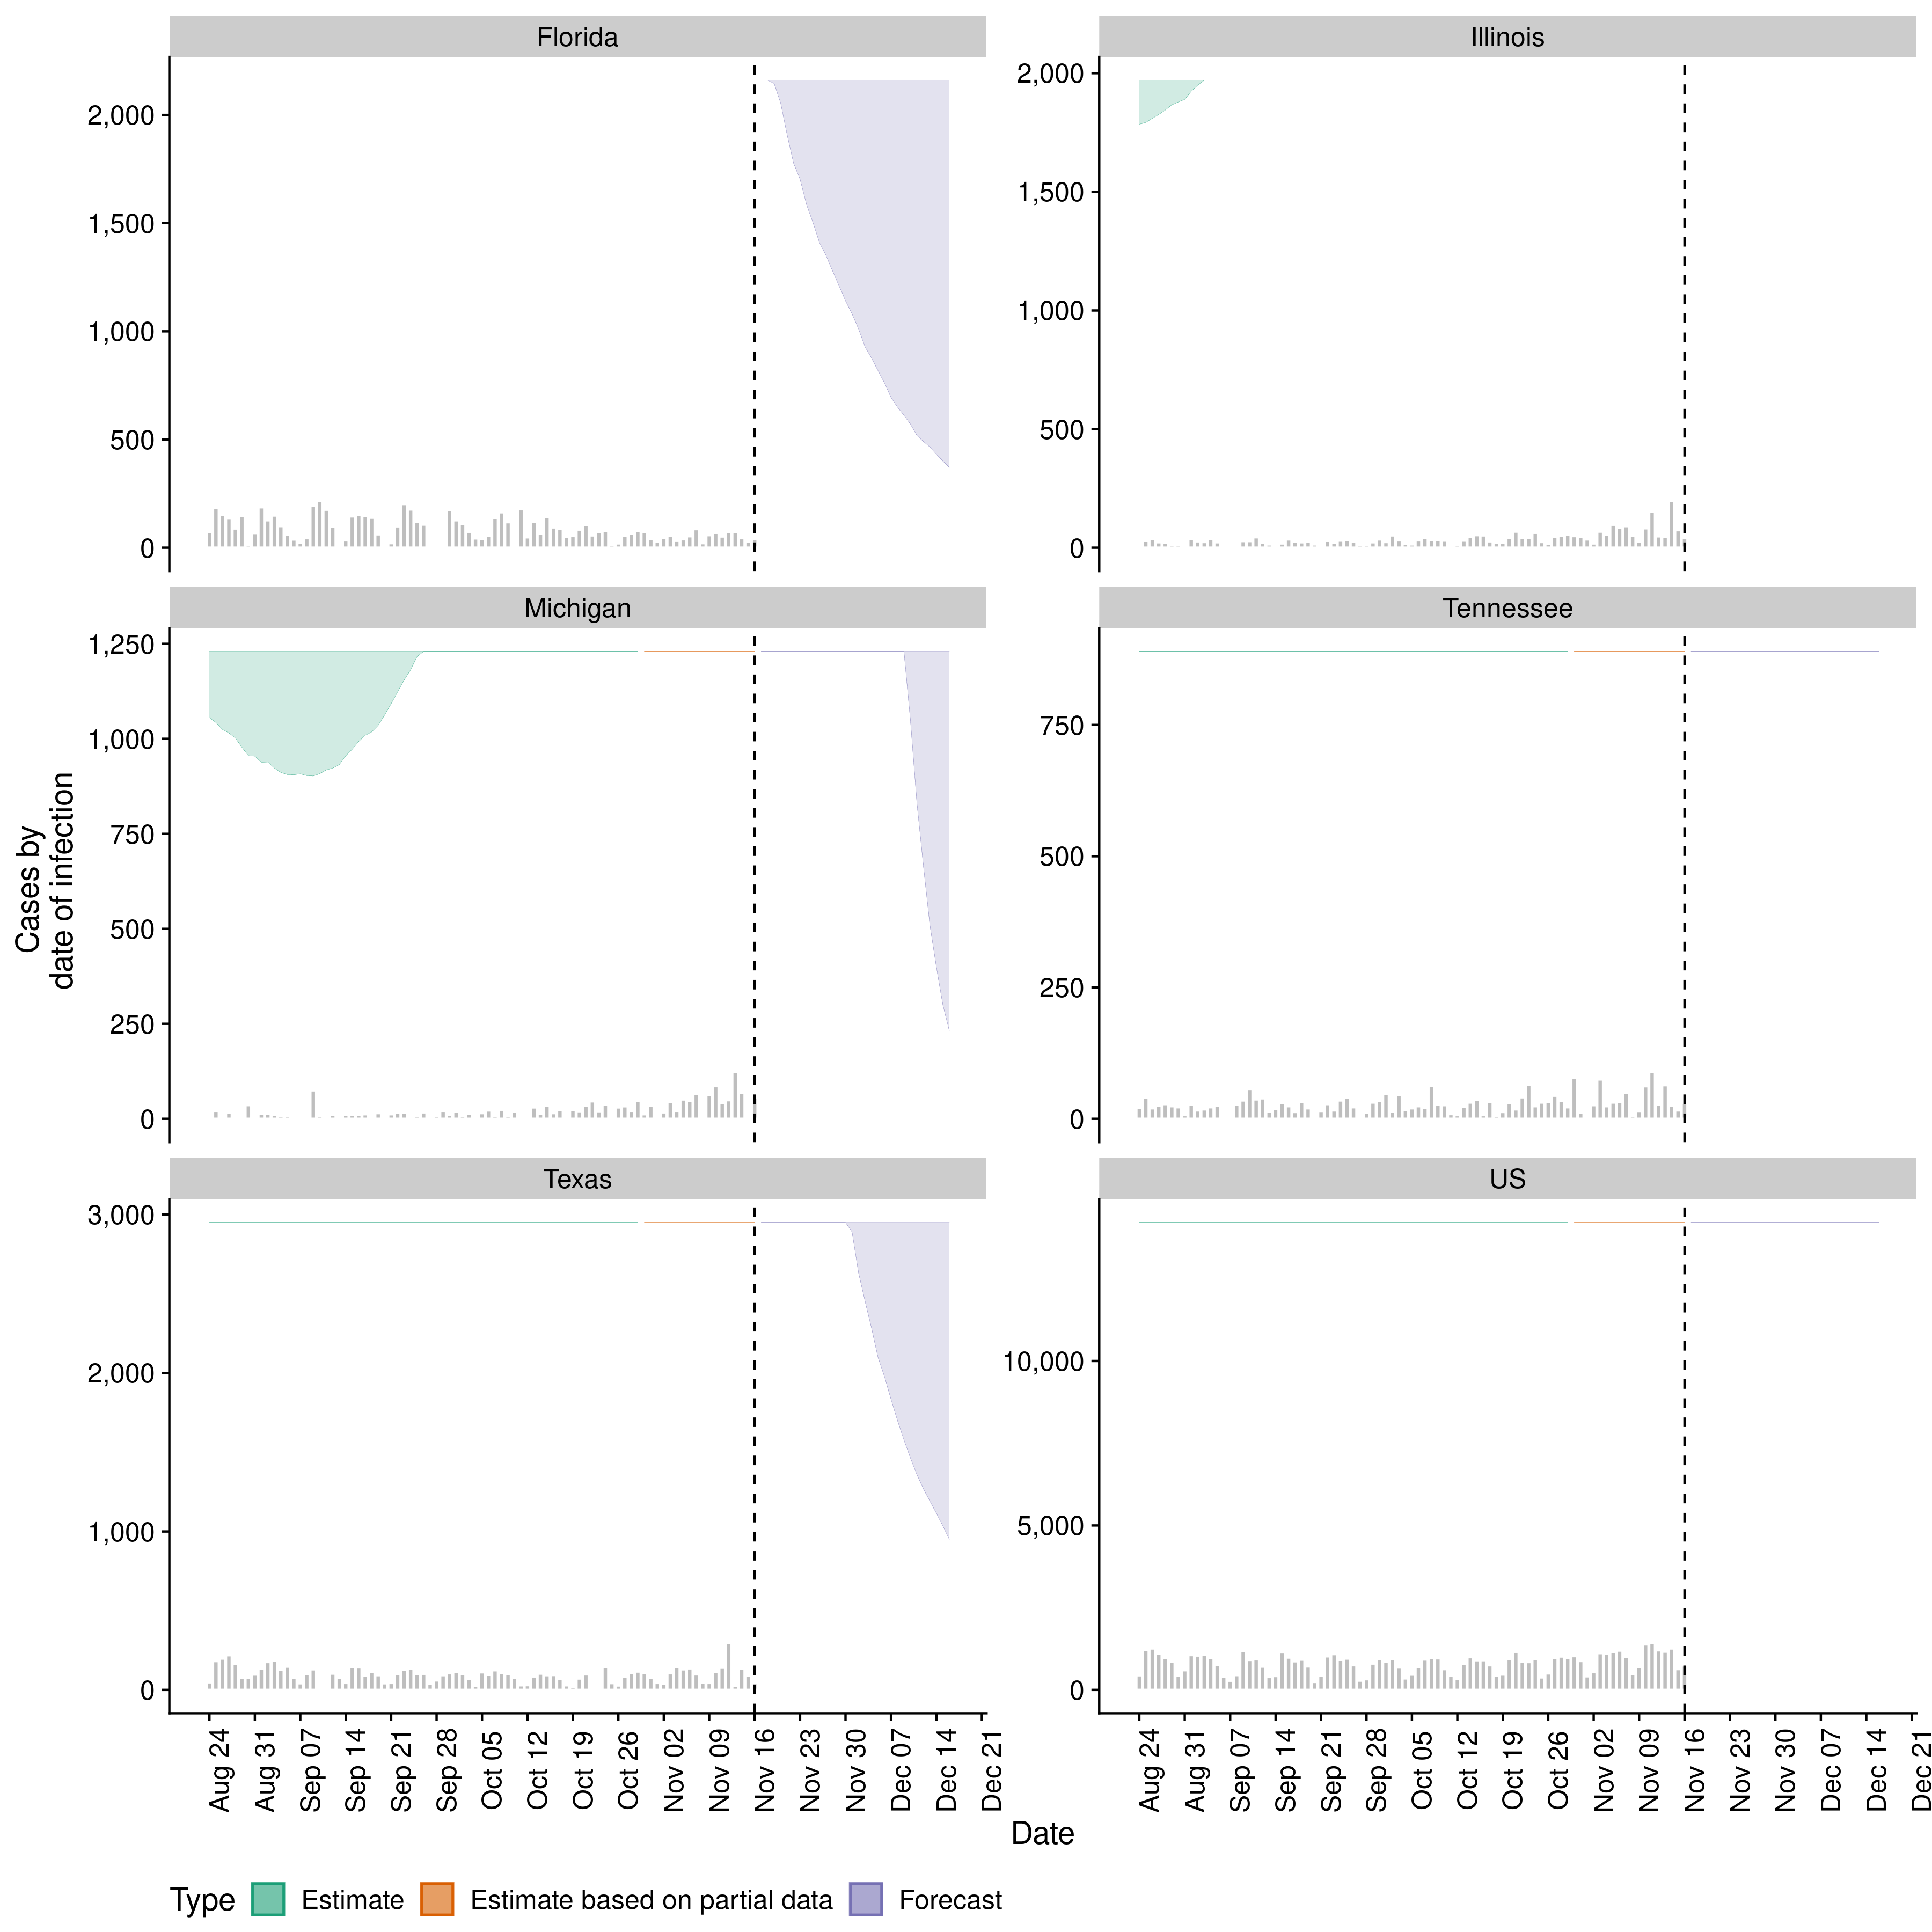 Florida
Illinois
2,000
1,500
1,000
500
0
2,000
1,500
1,000
500
0
Michigan
Tennessee
1,250
1,000
750
500
250
0
750
500
250
0
Texas
US
3,000
2,000
1,000
0
10,000
5,000
0
Cases by
date of infection
Aug 24
Aug 31
Sep 07
Sep 14
Sep 21
Sep 28
Oct 05
Oct 12
Oct 19
Oct 26
Nov 02
Nov 09
Nov 16
Nov 23
Nov 30
Dec 07
Dec 14
Dec 21
Aug 24
Aug 31
Sep 07
Sep 14
Sep 21
Sep 28
Oct 05
Oct 12
Oct 19
Oct 26
Nov 02
Nov 09
Nov 16
Nov 23
Nov 30
Dec 07
Dec 14
Dec 21
Date
Type Estimate Estimate based on partial data Forecast